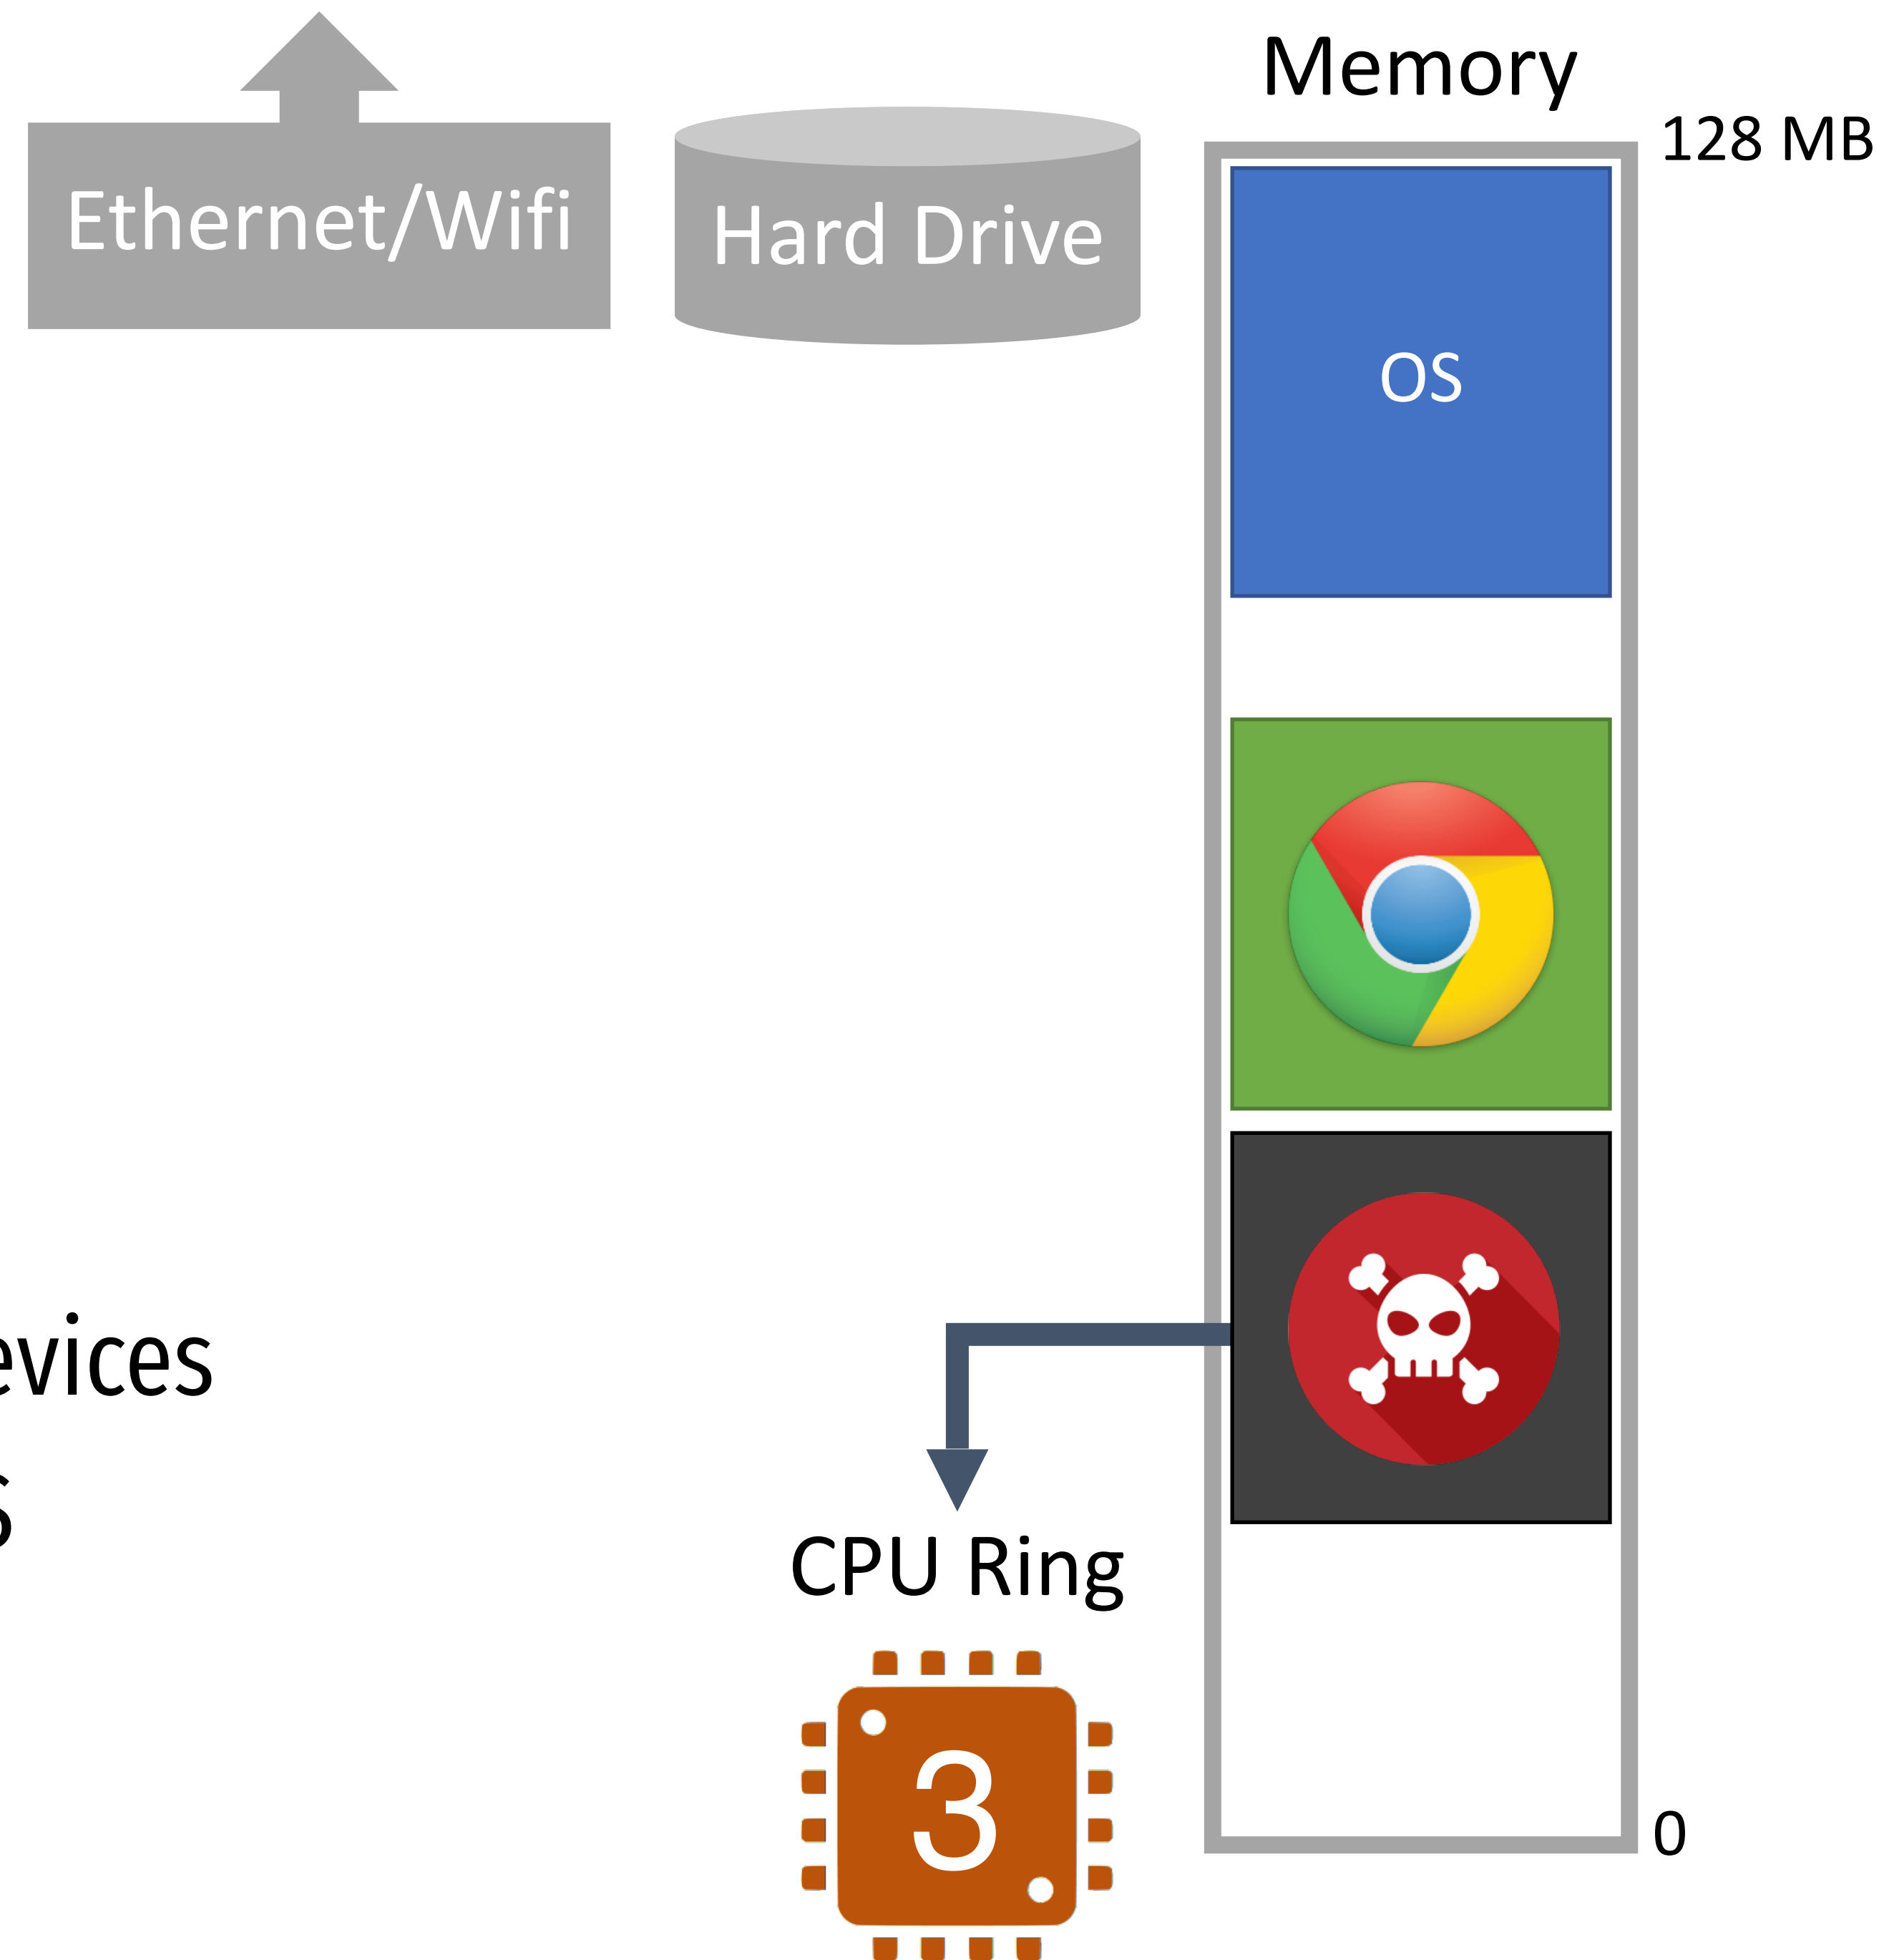 Memory
128 MB
Ethernet/Wifi
Hard Drive
OS
evices
s
CPU Ring
3
0